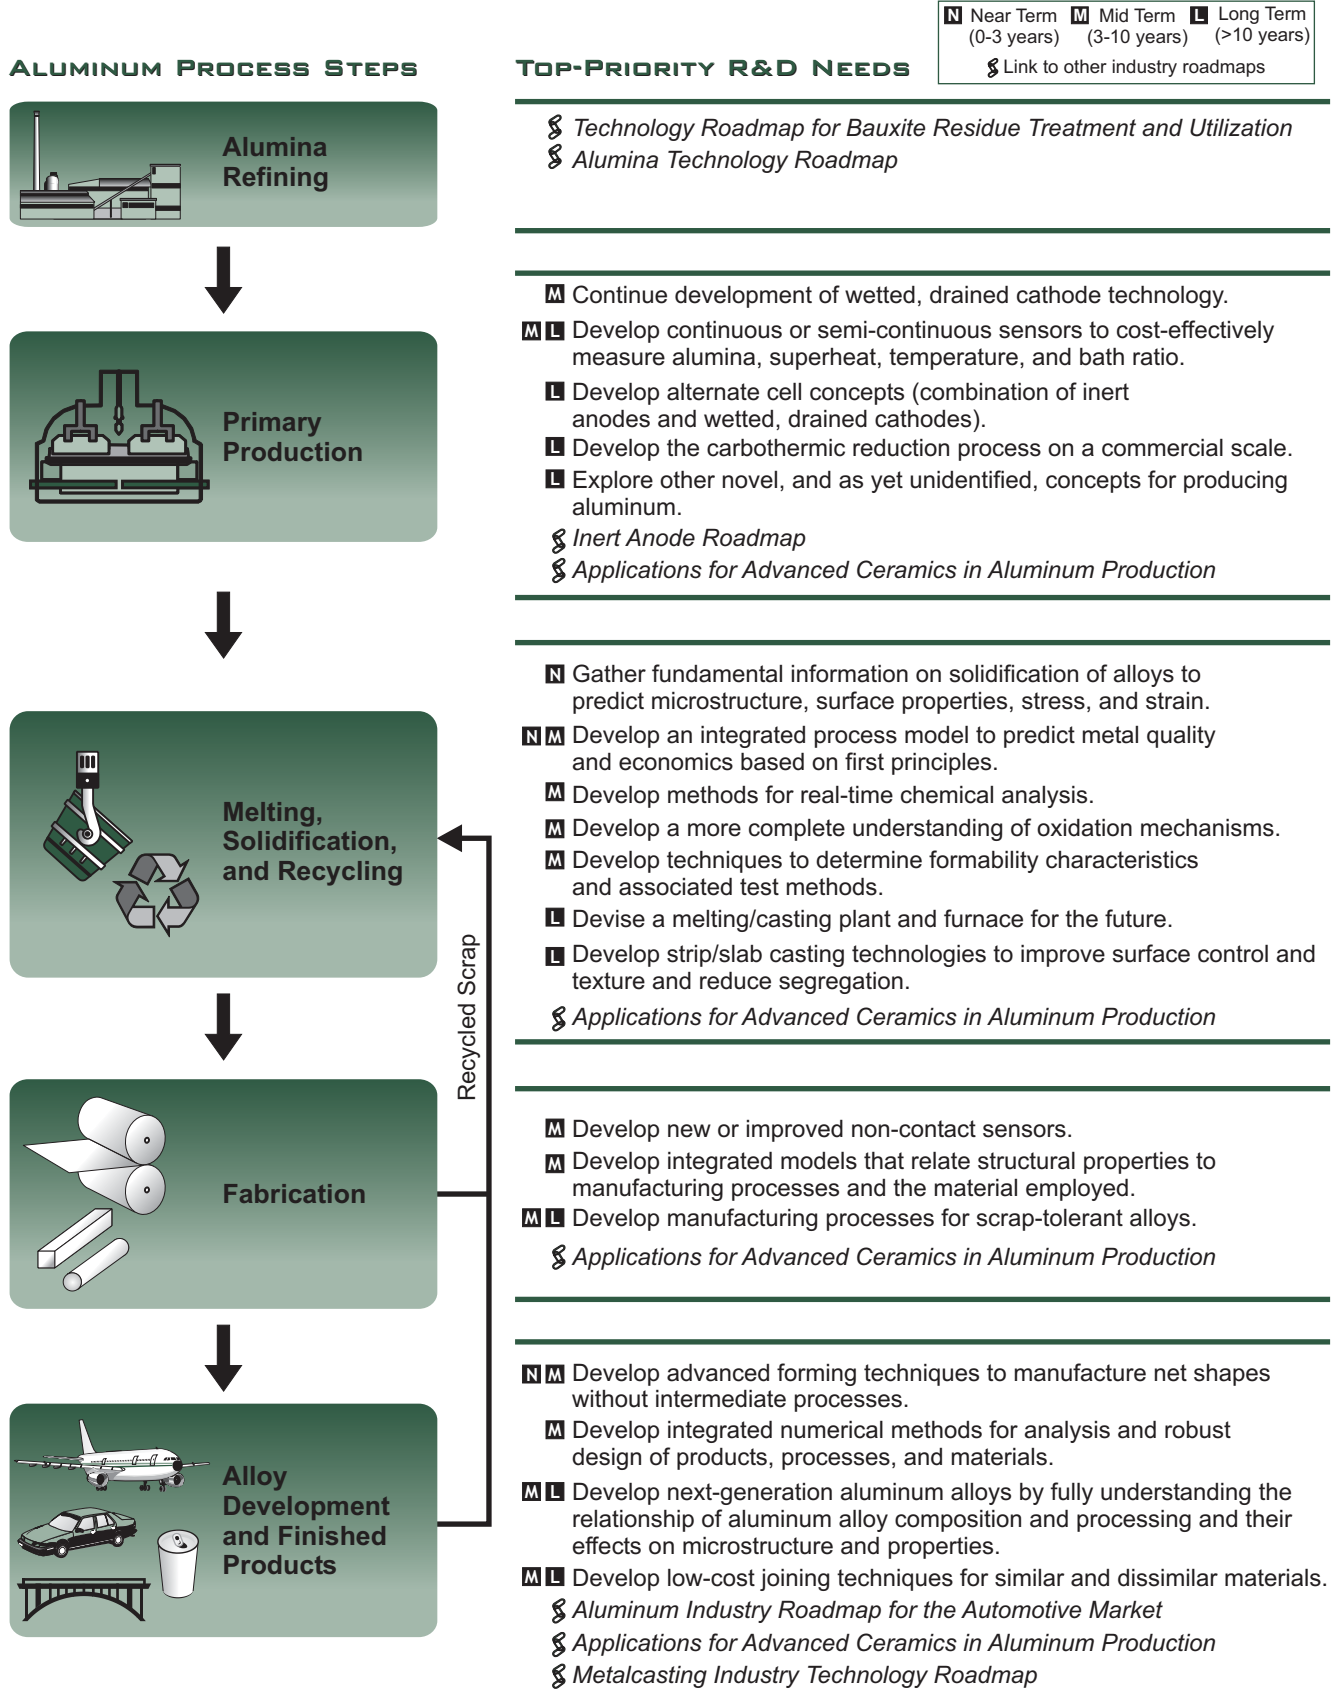 N Near Term M Mid Term L Long Term
(0-3 years) (3-10 years) (>10 years)
Link to other industry roadmaps
ALUMINUM PROCESS STEPS
TOP-PRIORITY R&D NEEDS
Alumina
Refining
Technology Roadmap for Bauxite Residue Treatment and Utilization
Alumina Technology Roadmap
Primary
Production
M Continue development of wetted, drained cathode technology.
M L Develop continuous or semi-continuous sensors to cost-effectively
measure alumina, superheat, temperature, and bath ratio.
L Develop alternate cell concepts (combination of inert
anodes and wetted, drained cathodes).
L Develop the carbothermic reduction process on a commercial scale.
L Explore other novel, and as yet unidentified, concepts for producing
aluminum.
Inert Anode Roadmap
Applications for Advanced Ceramics in Aluminum Production
Melting,
Solidification,
and Recycling
N Gather fundamental information on solidification of alloys to
predict microstructure, surface properties, stress, and strain.
N M Develop an integrated process model to predict metal quality
and economics based on first principles.
M Develop methods for real-time chemical analysis.
M Develop a more complete understanding of oxidation mechanisms.
M Develop techniques to determine formability characteristics
and associated test methods.
L Devise a melting/casting plant and furnace for the future.
L Develop strip/slab casting technologies to improve surface control and
texture and reduce segregation.
Applications for Advanced Ceramics in Aluminum Production
Recycled Scrap
Fabrication
M Develop new or improved non-contact sensors.
M Develop integrated models that relate structural properties to
manufacturing processes and the material employed.
M L Develop manufacturing processes for scrap-tolerant alloys.
Applications for Advanced Ceramics in Aluminum Production
Alloy
Development
and Finished
Products
N M Develop advanced forming techniques to manufacture net shapes
without intermediate processes.
M Develop integrated numerical methods for analysis and robust
design of products, processes, and materials.
M L Develop next-generation aluminum alloys by fully understanding the
relationship of aluminum alloy composition and processing and their
effects on microstructure and properties.
M L Develop low-cost joining techniques for similar and dissimilar materials.
Aluminum Industry Roadmap for the Automotive Market
Applications for Advanced Ceramics in Aluminum Production
Metalcasting Industry Technology Roadmap